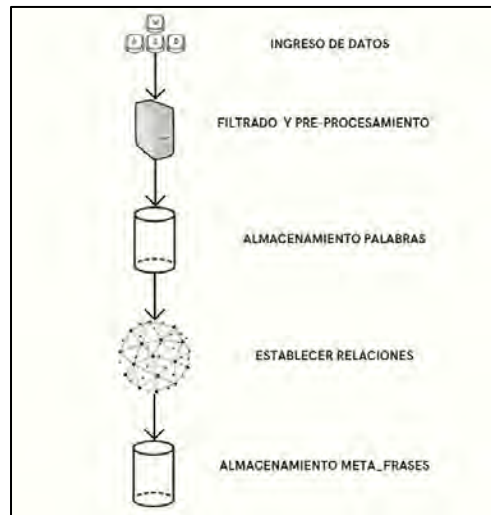 W
A S D
INGRESO DE DATOS
FILTRADO Y PRE-PROCESAMIENTO
ALMACENAMIENTO PALABRAS
ESTABLECER RELACIONES
ALMACENAMIENTO META_FRASES